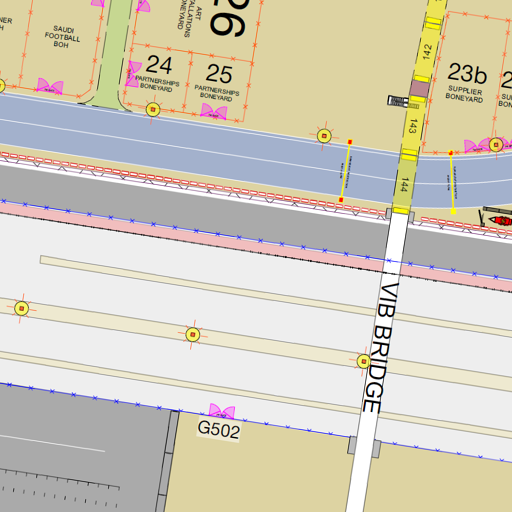 SAUDI
FOOTBALL
BOH
26
ART
BONEYARD
24
PARTNERSHIPS
BONEYARD
25
PARTNERSHIPS
BONEYARD
142
23b
SUPPLIER
BONEYARD
143
144
VIB BRIDGE
G502